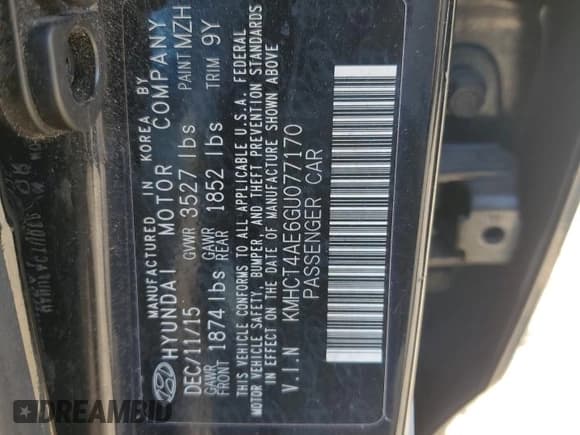 MANUFACTURED IN KOREA BY
HYUNDAI MOTOR COMPANY
DEC/11/15 GVWR 3527 lbs PAINT MZH
GAWR FRONT 1874 lbs GAWR REAR 1852 lbs TRIM 9Y
THIS VEHICLE CONFORMS TO ALL APPLICABLE U.S.A. FEDERAL
MOTOR VEHICLE SAFETY, BUMPER, AND THEFT PREVENTION STANDARDS
IN EFFECT ON THE DATE OF MANUFACTURE SHOWN ABOVE
V.I.N KMHCT4AE6GU077170
PASSENGER CAR
DREAMBID